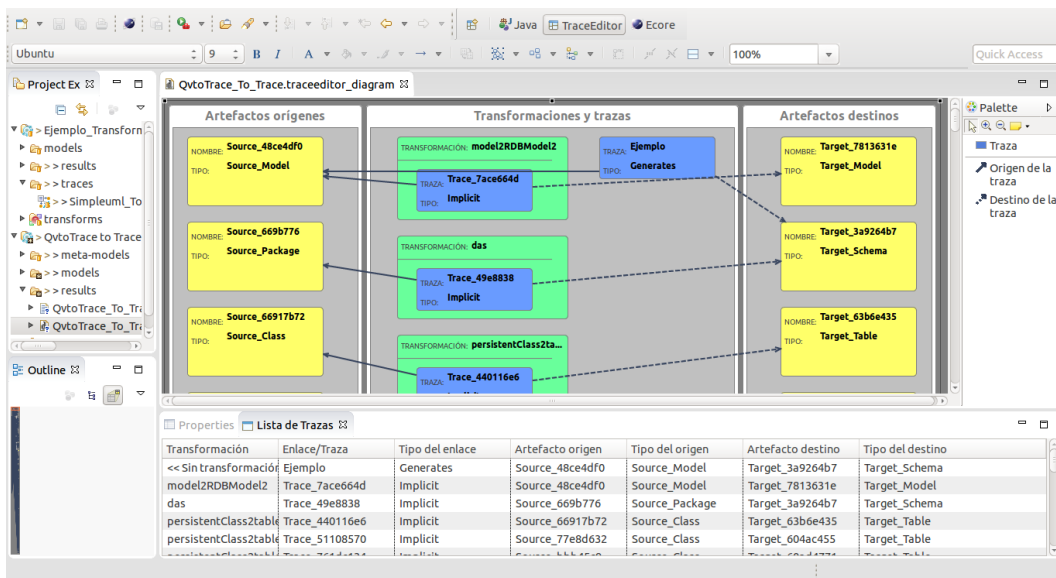 Java TraceEditor Ecore
Ubuntu 9 B I A 100% Quick Access
Project Ex
> Ejemplo_Transforn
models
> > results
> > traces
> > Simpleuml_To
transforms
> QvtoTrace to Trace
> > meta-models
> > models
> > results
QvtoTrace_To_Tra
QvtoTrace_To_Tra
Outline
QvtoTrace_To_Trace.traceeditor_diagram
Artefactos orígenes
NOMBRE: Source_48ce4df0
TIPO: Source_Model
NOMBRE: Source_669b776
TIPO: Source_Package
NOMBRE: Source_66917b72
TIPO: Source_Class
Transformaciones y trazas
TRANSFORMACIÓN: model2RDBModel2
TRAZA: Trace_7ace664d
TIPO: Implicit
TRAZA: Ejemplo
TIPO: Generates
TRANSFORMACIÓN: das
TRAZA: Trace_49e8838
TIPO: Implicit
TRANSFORMACIÓN: persistentClass2ta...
TRAZA: Trace_440116e6
Artefactos destinos
NOMBRE: Target_7813631e
TIPO: Target_Model
NOMBRE: Target_3a9264b7
TIPO: Target_Schema
NOMBRE: Target_63b6e435
TIPO: Target_Table
Palette
Traza
Origen de la
traza
Destino de la
traza
Properties Lista de Trazas
Transformación Enlace/Traza Tipo del enlace Artefacto origen Tipo del origen Artefacto destino Tipo del destino
<< Sin transformación Ejemplo Generates Source_48ce4df0 Source_Model Target_3a9264b7 Target_Schema
model2RDBModel2 Trace_7ace664d Implicit Source_48ce4df0 Source_Model Target_7813631e Target_Model
das Trace_49e8838 Implicit Source_669b776 Source_Package Target_3a9264b7 Target_Schema
persistentClass2table Trace_440116e6 Implicit Source_66917b72 Source_Class Target_63b6e435 Target_Table
persistentClass2table Trace_51108570 Implicit Source_77e8d632 Source_Class Target_604ac455 Target_Table